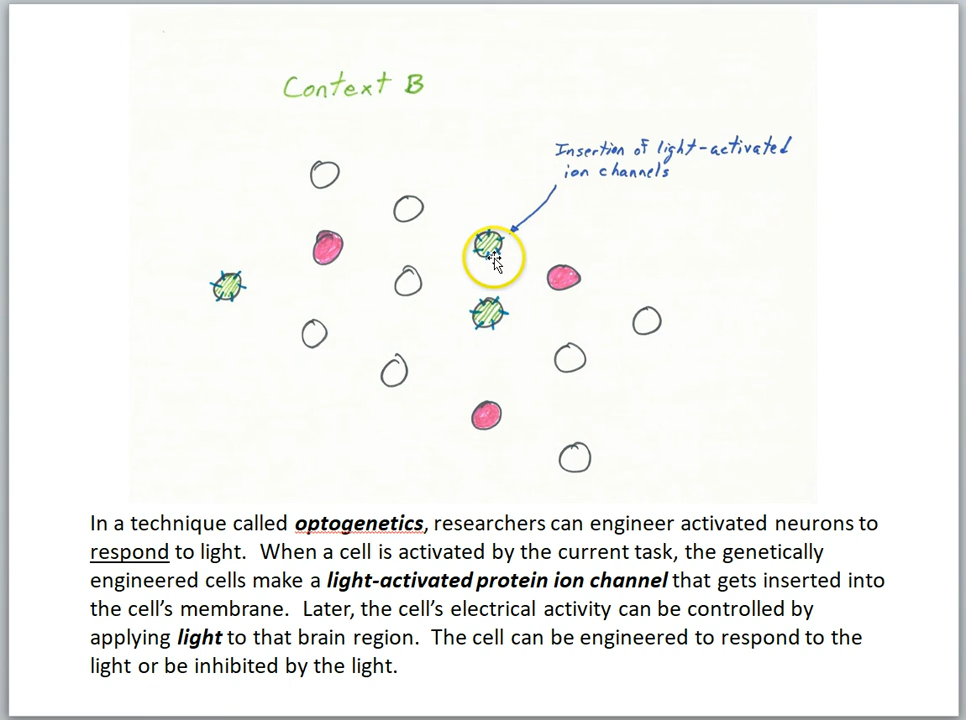 Context B
Insertion of light-activated
ion channels
In a technique called optogenetics, researchers can engineer activated neurons to
respond to light.  When a cell is activated by the current task, the genetically
engineered cells make a light-activated protein ion channel that gets inserted into
the cell's membrane.  Later, the cell's electrical activity can be controlled by
applying light to that brain region.  The cell can be engineered to respond to the
light or be inhibited by the light.